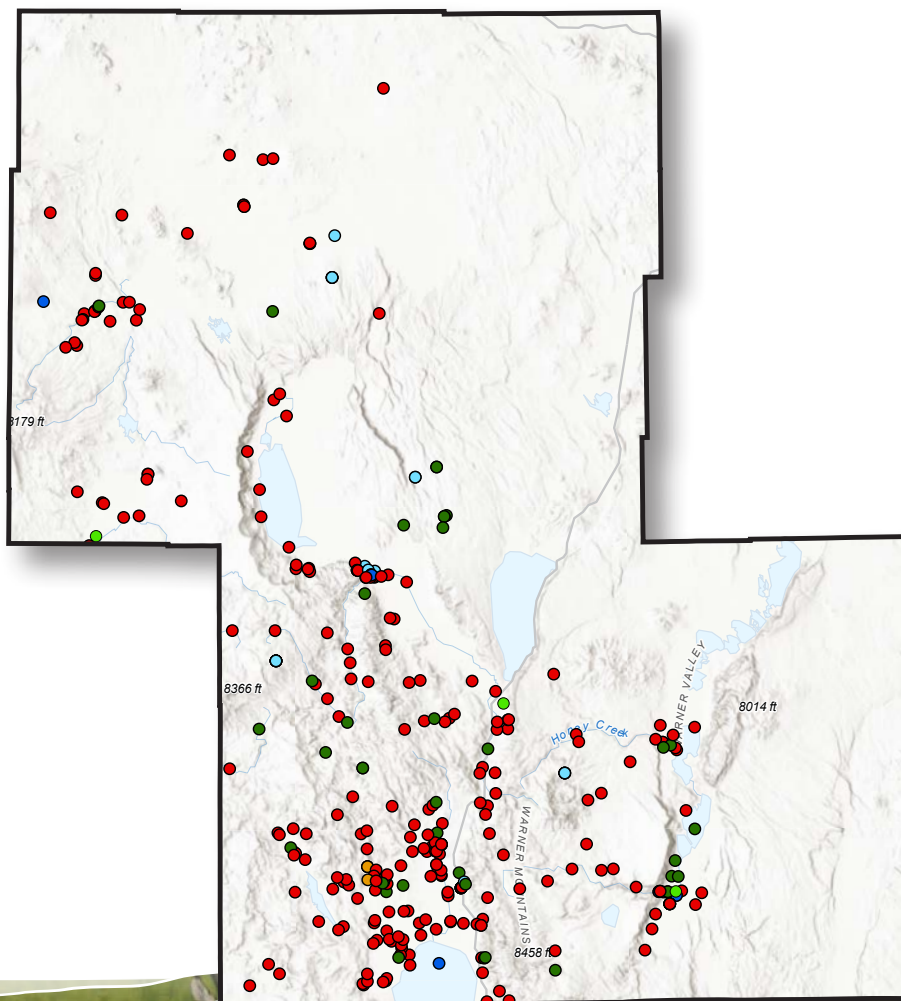 8179 ft
8366 ft
WARNER VALLEY
8014 ft
Honey Creek
WARNER MOUNTAINS
8458 ft